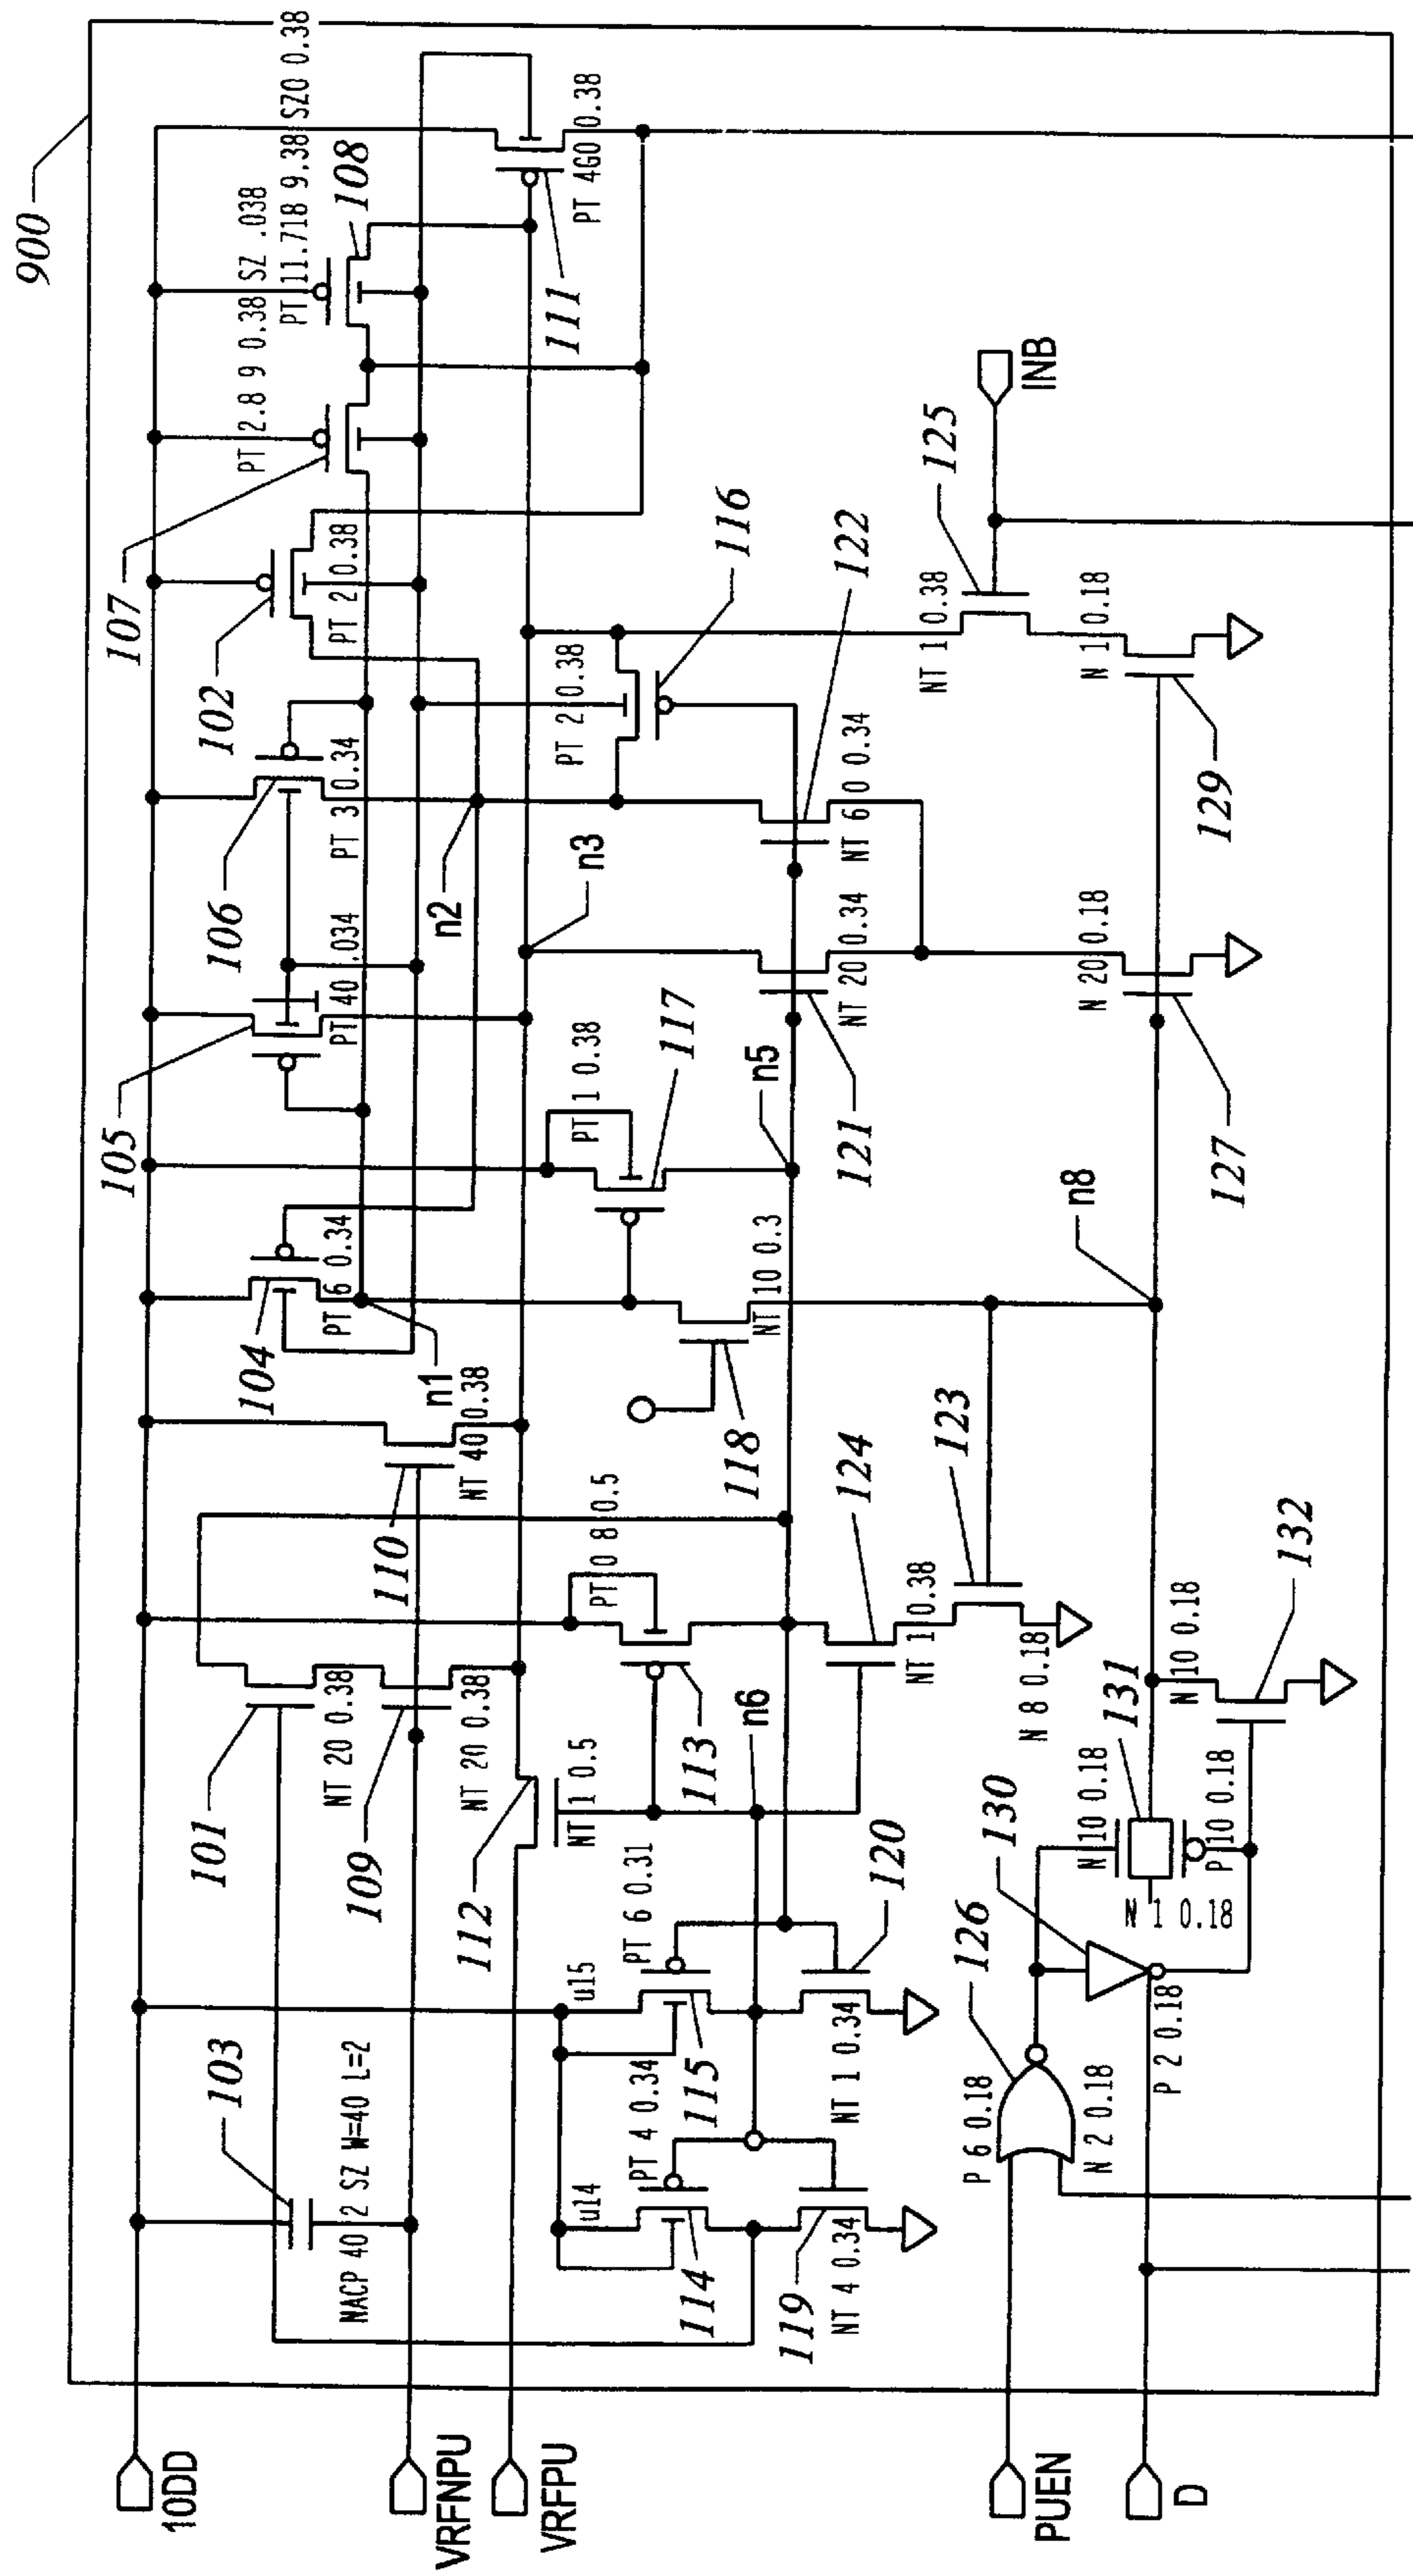 900
10DD
VRFNPU
VRFPU
PUEN
D
INB
103
NACP 40 2 SZ W=40 L=2
101
NT 20 0.38
109
NT 20 0.38
110
NT 40 0.38
104
PT 6 0.34
n1
105
PT 40 .034
106
PT 3 0.34
n2
n3
102
PT 2 0.38
107
PT 2.8 9 0.38 SZ .038
PT 11.718 9.38 SZ0 0.38
108
PT 4G0 0.38
111
112
NT 1 0.5
PT 0 8 0.5
113
n6
u14
PT 4 0.34
114
u15
PT 6 0.31
115
119
NT 4 0.34
NT 1 0.34
120
124
NT 1 0.38
123
N 8 0.18
118
NT 10 0.3
PT 1 0.38
117
n5
121
NT 20 0.34
122
NT 6 0 0.34
PT 2 0.38
116
125
NT 1 0.38
N 1 0.18
129
N 20 0.18
127
n8
P 6 0.18
N 2 0.18
126
130
P 2 0.18
N 1 0.18
N 10 0.18
131
P 10 0.18
N 10 0.18
132